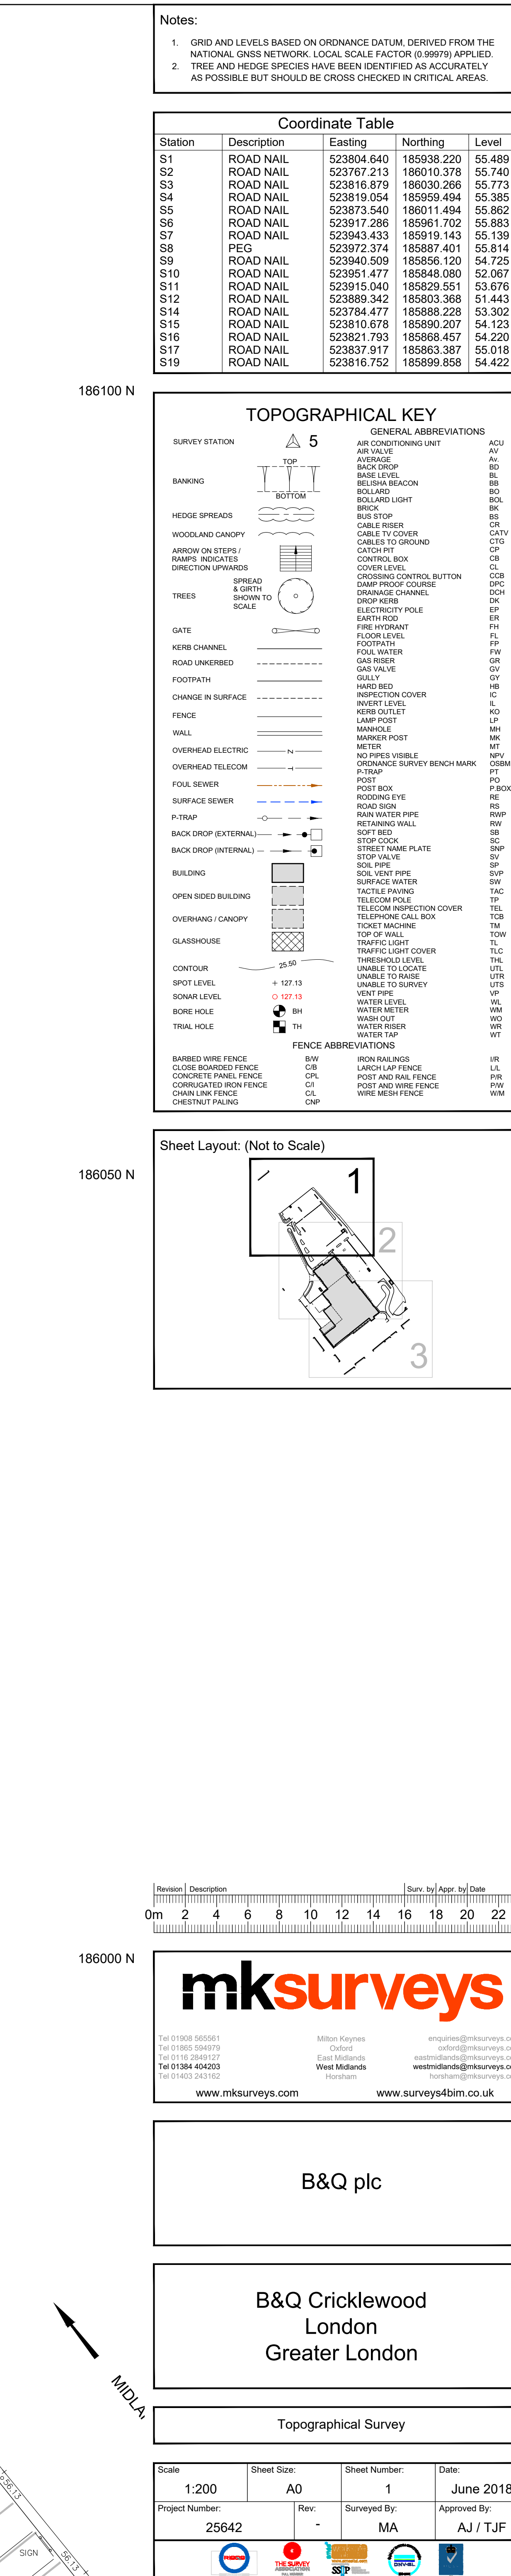 Notes:
1. GRID AND LEVELS BASED ON ORDNANCE DATUM, DERIVED FROM THE
NATIONAL GNSS NETWORK. LOCAL SCALE FACTOR (0.99979) APPLIED.
2. TREE AND HEDGE SPECIES HAVE BEEN IDENTIFIED AS ACCURATELY
AS POSSIBLE BUT SHOULD BE CROSS CHECKED IN CRITICAL AREAS.
Coordinate Table
Station Description Easting Northing Level
S1 ROAD NAIL 523804.640 185938.220 55.489
S2 ROAD NAIL 523767.213 186010.378 55.740
S3 ROAD NAIL 523816.879 186030.266 55.773
S4 ROAD NAIL 523819.054 185959.494 55.385
S5 ROAD NAIL 523873.540 186011.494 55.862
S6 ROAD NAIL 523917.286 185961.702 55.883
S7 ROAD NAIL 523943.433 185919.143 55.139
S8 PEG 523972.374 185887.401 55.814
S9 ROAD NAIL 523940.509 185856.120 54.725
S10 ROAD NAIL 523951.477 185848.080 52.067
S11 ROAD NAIL 523915.040 185829.551 53.676
S12 ROAD NAIL 523889.342 185803.368 51.443
S14 ROAD NAIL 523784.477 185888.228 53.302
S15 ROAD NAIL 523810.678 185890.207 54.123
S16 ROAD NAIL 523821.793 185868.457 54.220
S17 ROAD NAIL 523837.917 185863.387 55.018
S19 ROAD NAIL 523816.752 185899.858 54.422
186100 N
TOPOGRAPHICAL KEY
SURVEY STATION 5
TOP
BANKING
BOTTOM
HEDGE SPREADS
WOODLAND CANOPY
ARROW ON STEPS /
RAMPS INDICATES
DIRECTION UPWARDS
TREES
SPREAD
& GIRTH
SHOWN TO
SCALE
GATE
KERB CHANNEL
ROAD UNKERBED
FOOTPATH
CHANGE IN SURFACE
FENCE
WALL
OVERHEAD ELECTRIC
OVERHEAD TELECOM
FOUL SEWER
SURFACE SEWER
P-TRAP
BACK DROP (EXTERNAL)
BACK DROP (INTERNAL)
BUILDING
OPEN SIDED BUILDING
OVERHANG / CANOPY
GLASSHOUSE
CONTOUR 25.50
SPOT LEVEL + 127.13
SONAR LEVEL 127.13
BORE HOLE BH
TRIAL HOLE TH
GENERAL ABBREVIATIONS
AIR CONDITIONING UNIT ACU
AIR VALVE AV
AVERAGE Av.
BACK DROP BD
BASE LEVEL BL
BELISHA BEACON BB
BOLLARD BO
BOLLARD LIGHT BOL
BRICK BK
BUS STOP BS
CABLE RISER CR
CABLE TV COVER CATV
CABLES TO GROUND CTG
CATCH PIT CP
CONTROL BOX CB
COVER LEVEL CL
CROSSING CONTROL BUTTON CCB
DAMP PROOF COURSE DPC
DRAINAGE CHANNEL DCH
DROP KERB DK
ELECTRICITY POLE EP
EARTH ROD ER
FIRE HYDRANT FH
FLOOR LEVEL FL
FOOTPATH FP
FOUL WATER FW
GAS RISER GR
GAS VALVE GV
GULLY GY
HARD BED HB
INSPECTION COVER IC
INVERT LEVEL IL
KERB OUTLET KO
LAMP POST LP
MANHOLE MH
MARKER POST MK
METER MT
NO PIPES VISIBLE NPV
ORDNANCE SURVEY BENCH MARK OSBM
P-TRAP PT
POST PO
POST BOX P.BOX
RODDING EYE RE
ROAD SIGN RS
RAIN WATER PIPE RWP
RETAINING WALL RW
SOFT BED SB
STOP COCK SC
STREET NAME PLATE SNP
STOP VALVE SV
SOIL PIPE SP
SOIL VENT PIPE SVP
SURFACE WATER SW
TACTILE PAVING TAC
TELECOM POLE TP
TELECOM INSPECTION COVER TEL
TELEPHONE CALL BOX TCB
TICKET MACHINE TM
TOP OF WALL TOW
TRAFFIC LIGHT TL
TRAFFIC LIGHT COVER TLC
THRESHOLD LEVEL THL
UNABLE TO LOCATE UTL
UNABLE TO RAISE UTR
UNABLE TO SURVEY UTS
VENT PIPE VP
WATER LEVEL WL
WATER METER WM
WASH OUT WO
WATER RISER WR
WATER TAP WT
FENCE ABBREVIATIONS
BARBED WIRE FENCE B/W IRON RAILINGS I/R
CLOSE BOARDED FENCE C/B LARCH LAP FENCE L/L
CONCRETE PANEL FENCE CPL POST AND RAIL FENCE P/R
CORRUGATED IRON FENCE C/I POST AND WIRE FENCE P/W
CHAIN LINK FENCE C/L WIRE MESH FENCE W/M
CHESTNUT PALING CNP
186050 N
Sheet Layout: (Not to Scale)
1
2
3
Revision Description Surv. by Appr. by Date
0m 2 4 6 8 10 12 14 16 18 20 22
186000 N
mksurveys
Tel 01908 565561 Milton Keynes enquiries@mksurveys.co
Tel 01865 594979 Oxford oxford@mksurveys.co
Tel 0116 2849127 East Midlands eastmidlands@mksurveys.co
Tel 01384 404203 West Midlands westmidlands@mksurveys.co
Tel 01403 243162 Horsham horsham@mksurveys.co
www.mksurveys.com www.surveys4bim.co.uk
B&Q plc
B&Q Cricklewood
London
Greater London
MIDLA
Topographical Survey
Scale Sheet Size: Sheet Number: Date:
1:200 A0 1 June 2018
Project Number: Rev: Surveyed By: Approved By:
25642 - MA AJ / TJF
56.13
SIGN
56.13
THE SURVEY
ASSOCIATION